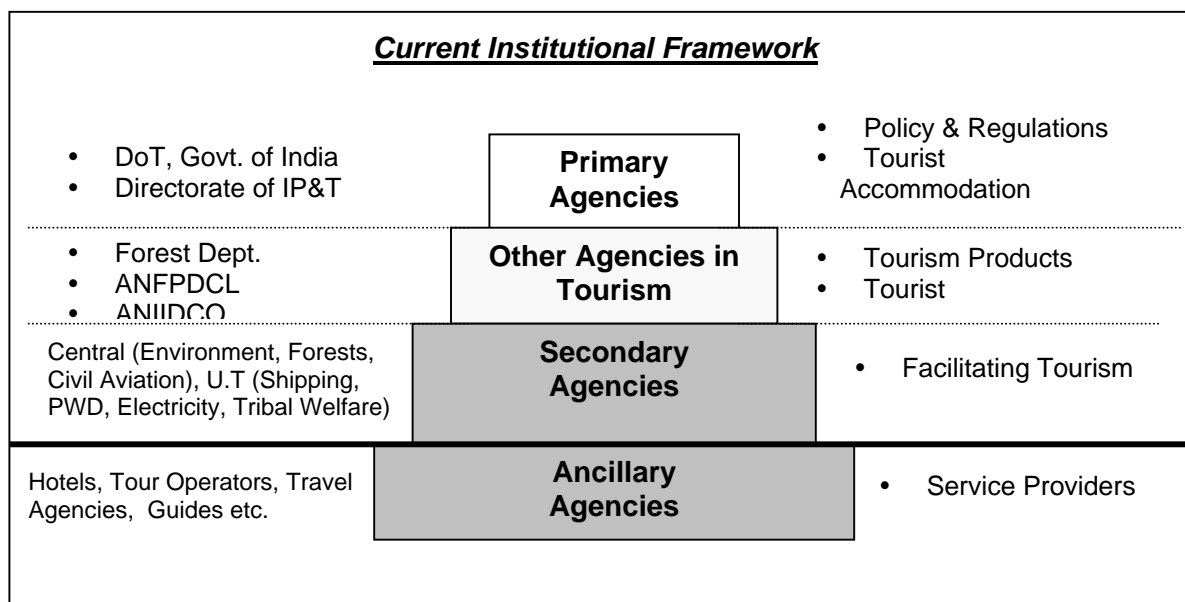 Current Institutional Framework
• DoT, Govt. of India
• Directorate of IP&T
Primary
Agencies
• Policy & Regulations
• Tourist
Accommodation
• Forest Dept.
• ANFPDCL
• ANIIDCO
Other Agencies in
Tourism
• Tourism Products
• Tourist
Central (Environment, Forests,
Civil Aviation), U.T (Shipping,
PWD, Electricity, Tribal Welfare)
Secondary
Agencies
• Facilitating Tourism
Hotels, Tour Operators, Travel
Agencies, Guides etc.
Ancillary
Agencies
• Service Providers